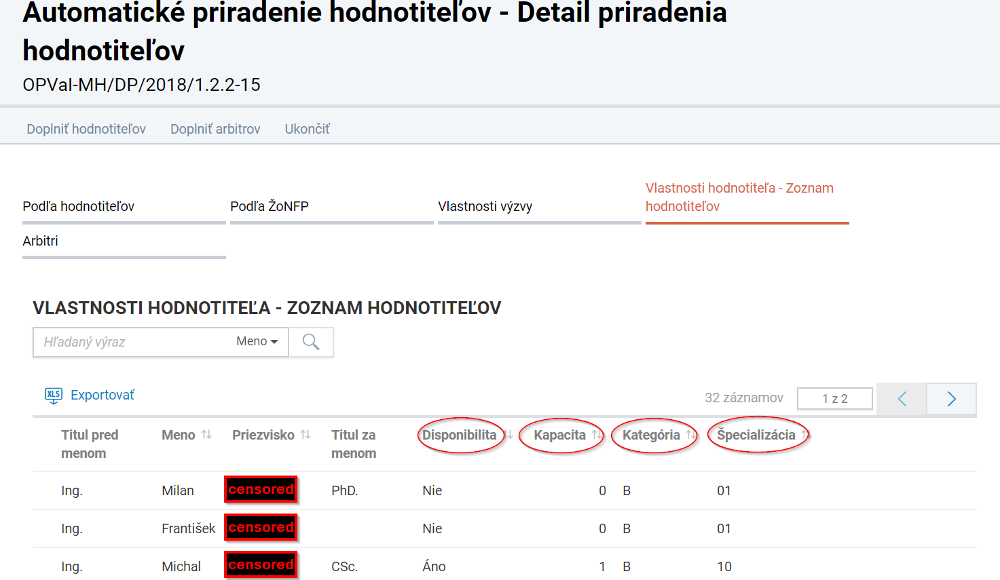 Automatické priradenie hodnotiteľov - Detail priradenia
hodnotiteľov
OPVaI-MH/DP/2018/1.2.2-15
Doplniť hodnotiteľov Doplniť arbitrov Ukončiť
Vlastnosti hodnotiteľa - Zoznam
Podľa hodnotiteľov Podľa ŽoNFP Vlastnosti výzvy hodnotiteľov
Arbitri
VLASTNOSTI HODNOTITEĽA - ZOZNAM HODNOTITEĽOV
Hľadaný výraz Meno
XLS Exportovať 32 záznamov 1 z 2
Titul pred Meno Priezvisko Titul za Disponibilita Kapacita Kategória Špecializácia
menom menom
Ing. Milan censored PhD. Nie 0 B 01
Ing. František censored Nie 0 B 01
Ing. Michal censored CSc. Áno 1 B 10